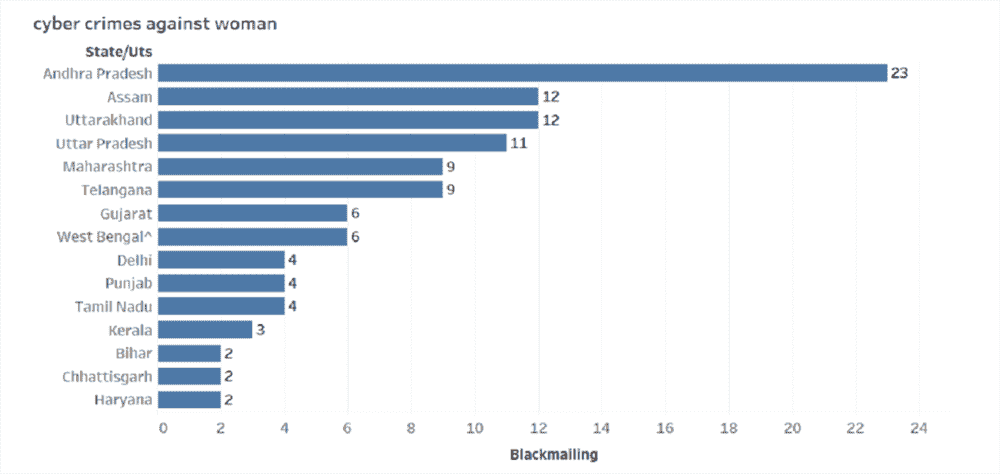 cyber crimes against woman
State/Uts
Andhra Pradesh 23
Assam 12
Uttarakhand 12
Uttar Pradesh 11
Maharashtra 9
Telangana 9
Gujarat 6
West Bengal^ 6
Delhi 4
Punjab 4
Tamil Nadu 4
Kerala 3
Bihar 2
Chhattisgarh 2
Haryana 2
0 2 4 6 8 10 12 14 16 18 20 22 24
Blackmailing